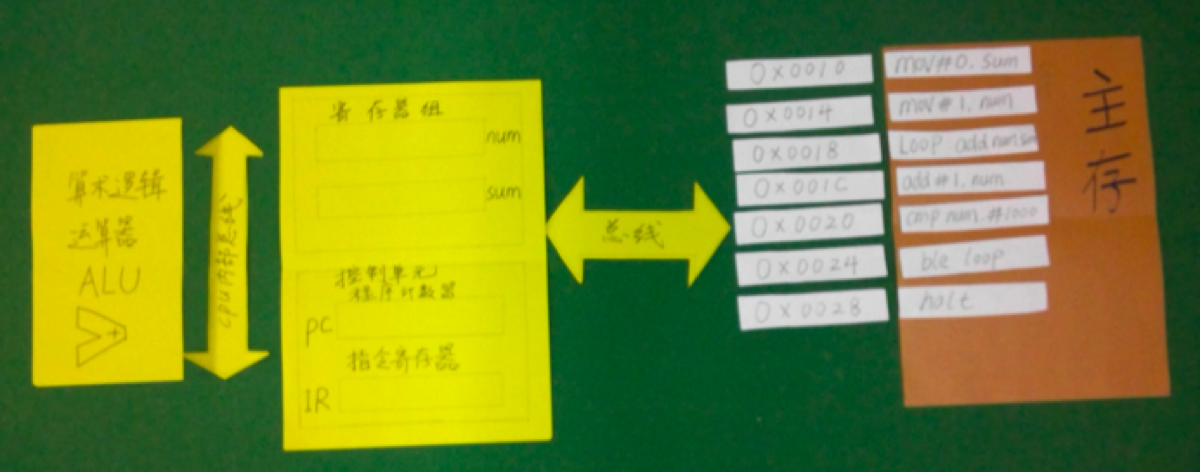 算术逻辑
运算器
ALU
+
cpu内部总线
寄存器组
num
sum
控制单元
程序计数器
pc
指令寄存器
IR
总线
0x0010
0x0014
0x0018
0x001C
0x0020
0x0024
0x0028
mov#0. sum
mov#1. num
Loop add num.sum
add#1. num
cmp num. #1000
ble loop
halt
主存